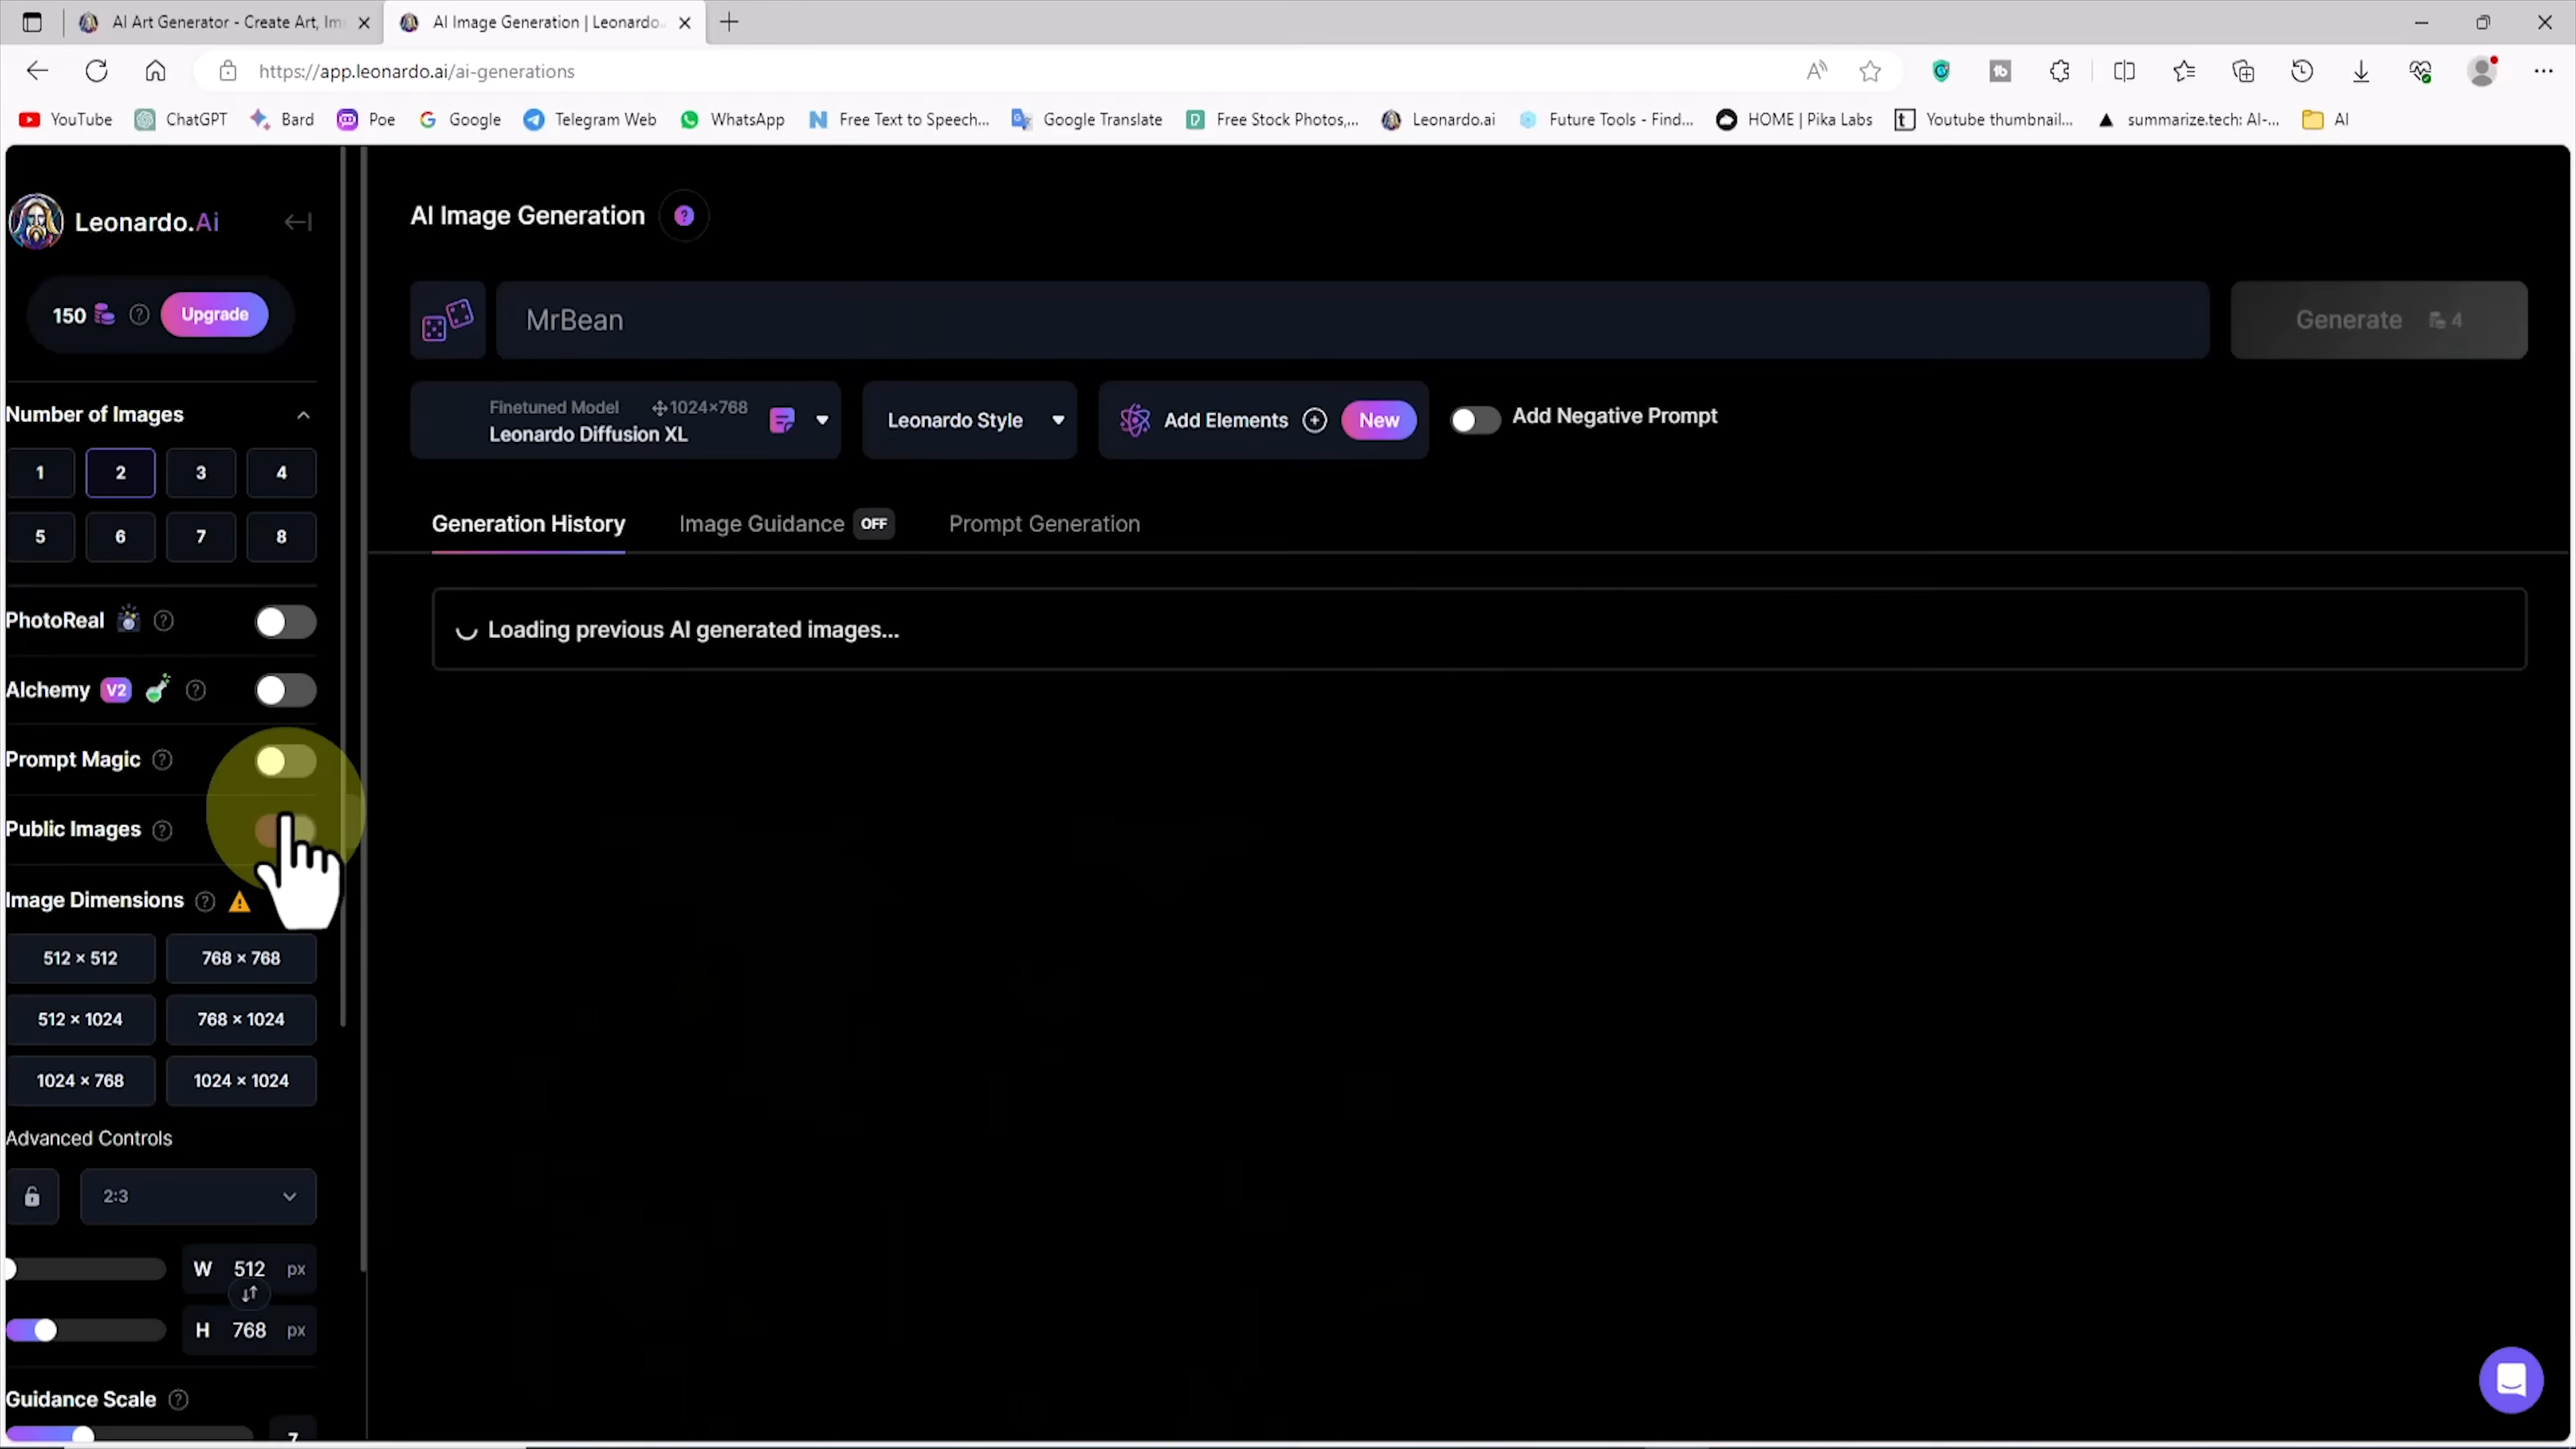 AI Art Generator - Create Art, Im
AI Image Generation | Leonardo.
https://app.leonardo.ai/ai-generations
YouTube ChatGPT Bard Poe Google Telegram Web WhatsApp Free Text to Speech... Google Translate Free Stock Photos,... Leonardo.ai Future Tools - Find... HOME | Pika Labs Youtube thumbnail... summarize.tech: AI-... AI
Leonardo.Ai
150 Upgrade
Number of Images
1 2 3 4
5 6 7 8
PhotoReal
Alchemy V2
Prompt Magic
Public Images
Image Dimensions
512 × 512 768 × 768
512 × 1024 768 × 1024
1024 × 768 1024 × 1024
Advanced Controls
2:3
W 512 px
H 768 px
Guidance Scale
7
AI Image Generation
MrBean
Generate 4
Finetuned Model 1024×768
Leonardo Diffusion XL
Leonardo Style
Add Elements New
Add Negative Prompt
Generation History Image Guidance OFF Prompt Generation
Loading previous AI generated images...